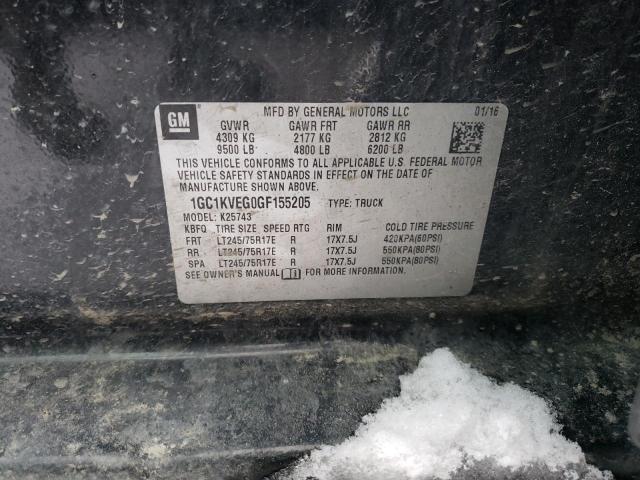 GM
MFD BY GENERAL MOTORS LLC 01/16
GVWR GAWR FRT GAWR RR
4309 KG 2177 KG 2812 KG
9500 LB 4800 LB 6200 LB
THIS VEHICLE CONFORMS TO ALL APPLICABLE U.S. FEDERAL MOTOR
VEHICLE SAFETY STANDARDS IN EFFECT ON THE DATE OF
MANUFACTURE SHOWN ABOVE.
1GC1KVEG0GF155205 TYPE: TRUCK
MODEL: K25743
KBFQ TIRE SIZE SPEED RTG RIM COLD TIRE PRESSURE
FRT LT245/75R17E R 17X7.5J 420KPA(60PSI)
RR LT245/75R17E R 17X7.5J 550KPA(80PSI)
SPA LT245/75R17E R 17X7.5J 550KPA(80PSI)
SEE OWNER'S MANUAL FOR MORE INFORMATION.